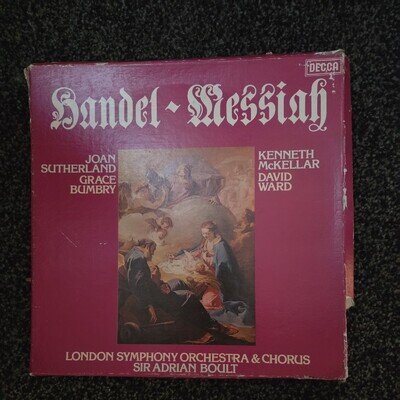 DECCA
Handel · Messiah
JOAN
SUTHERLAND
GRACE
BUMBRY
KENNETH
McKELLAR
DAVID
WARD
LONDON SYMPHONY ORCHESTRA & CHORUS
SIR ADRIAN BOULT